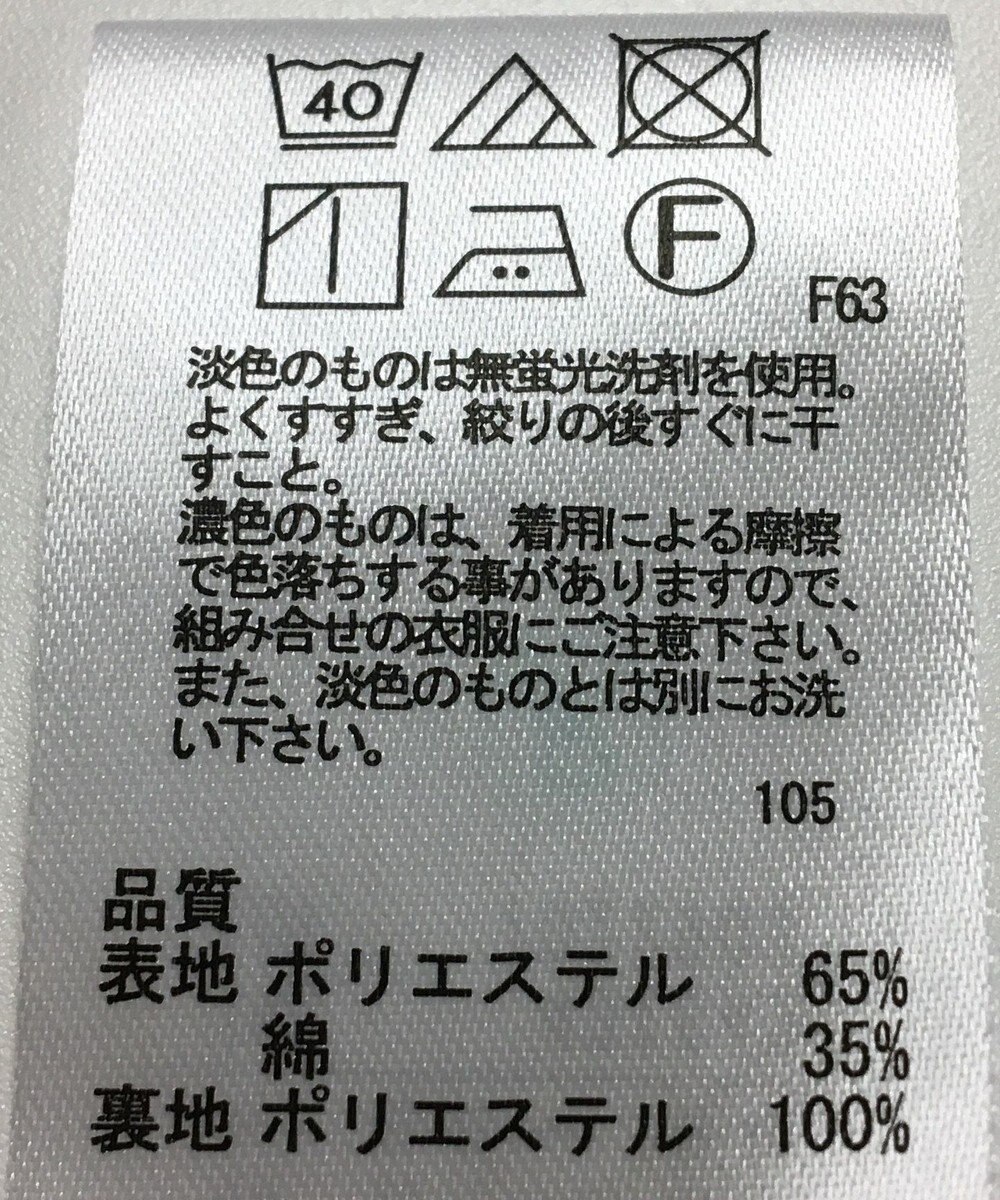 40
F
F63
淡色のものは無蛍光洗剤を使用。
よくすすぎ、絞りの後すぐに干
すこと。
濃色のものは、着用による摩擦
で色落ちする事がありますので、
組み合せの衣服にご注意下さい。
また、淡色のものとは別にお洗
い下さい。
105
品質
表地 ポリエステル 65%
綿 35%
裏地 ポリエステル 100%